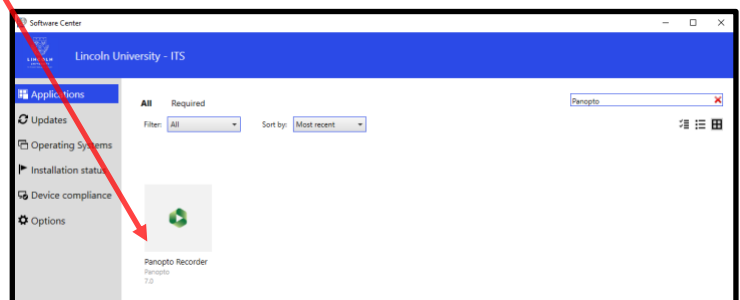 Software Center
LINCOLN
Lincoln University - ITS
Applications
Updates
Operating Systems
Installation status
Device compliance
Options
All Required
Panopto
Filter: All Sort by: Most recent
Panopto Recorder
Panopto
7.0